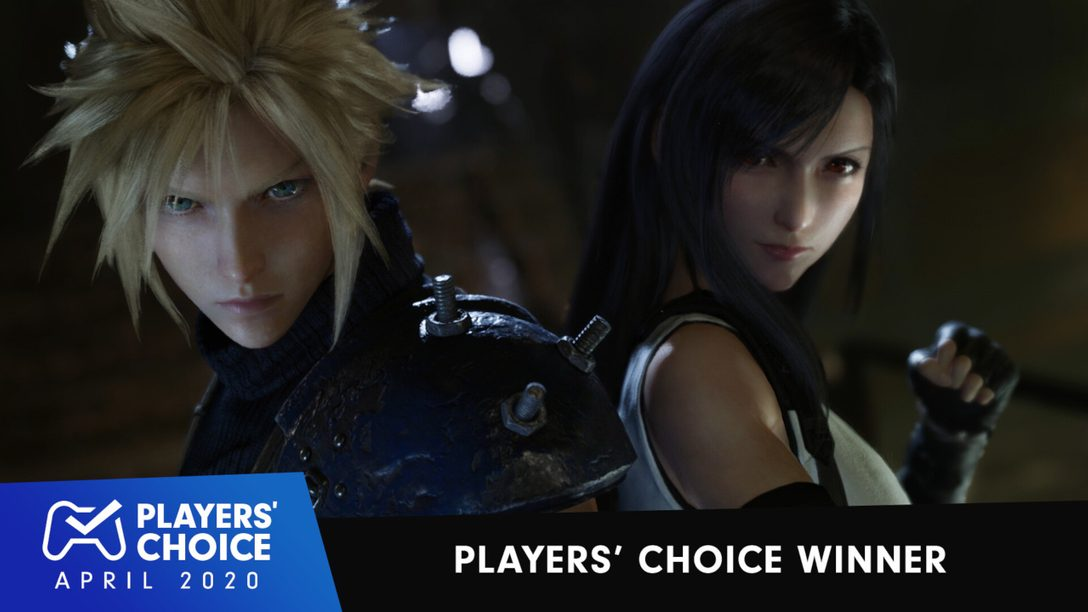 PLAYERS'
CHOICE
APRIL 2020
PLAYERS' CHOICE WINNER